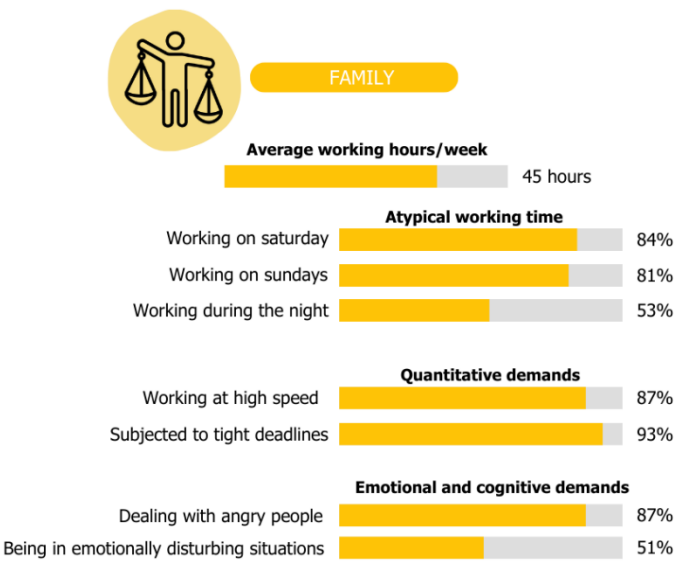 FAMILY
Average working hours/week
45 hours
Atypical working time
Working on saturday 84%
Working on sundays 81%
Working during the night 53%
Quantitative demands
Working at high speed 87%
Subjected to tight deadlines 93%
Emotional and cognitive demands
Dealing with angry people 87%
Being in emotionally disturbing situations 51%